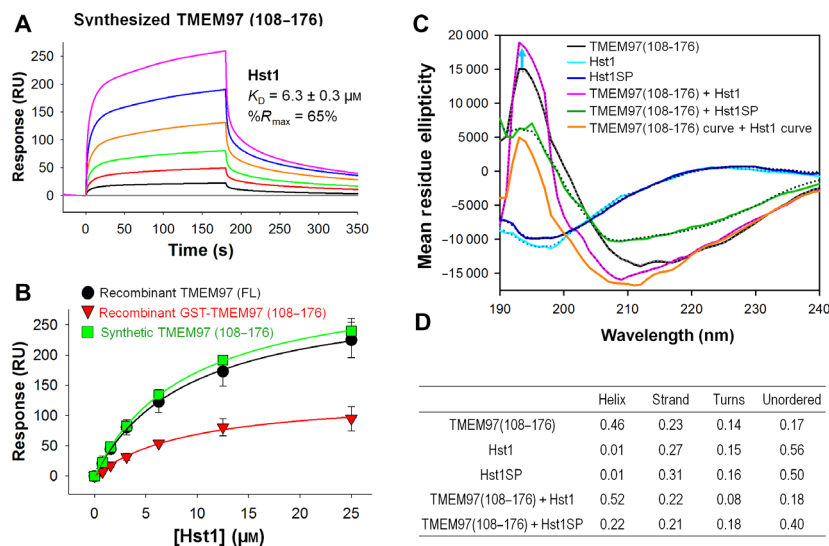 A
Synthesized TMEM97 (108–176)
Response (RU)
300
250
200
150
100
50
0
Hst1
KD = 6.3 ± 0.3 μM
%Rmax = 65%
0 50 100 150 200 250 300 350
Time (s)
B
Recombinant TMEM97 (FL)
Recombinant GST-TMEM97 (108–176)
Synthetic TMEM97 (108–176)
Response (RU)
250
200
150
100
50
0
0 5 10 15 20 25
[Hst1] (μM)
C
Mean residue ellipticity
20 000
15 000
10 000
5000
0
−5000
−10 000
−15 000
TMEM97(108-176)
Hst1
Hst1SP
TMEM97(108-176) + Hst1
TMEM97(108-176) + Hst1SP
TMEM97(108-176) curve + Hst1 curve
190 200 210 220 230 240
Wavelength (nm)
D
Helix Strand Turns Unordered
TMEM97(108−176) 0.46 0.23 0.14 0.17
Hst1 0.01 0.27 0.15 0.56
Hst1SP 0.01 0.31 0.16 0.50
TMEM97(108−176) + Hst1 0.52 0.22 0.08 0.18
TMEM97(108−176) + Hst1SP 0.22 0.21 0.18 0.40